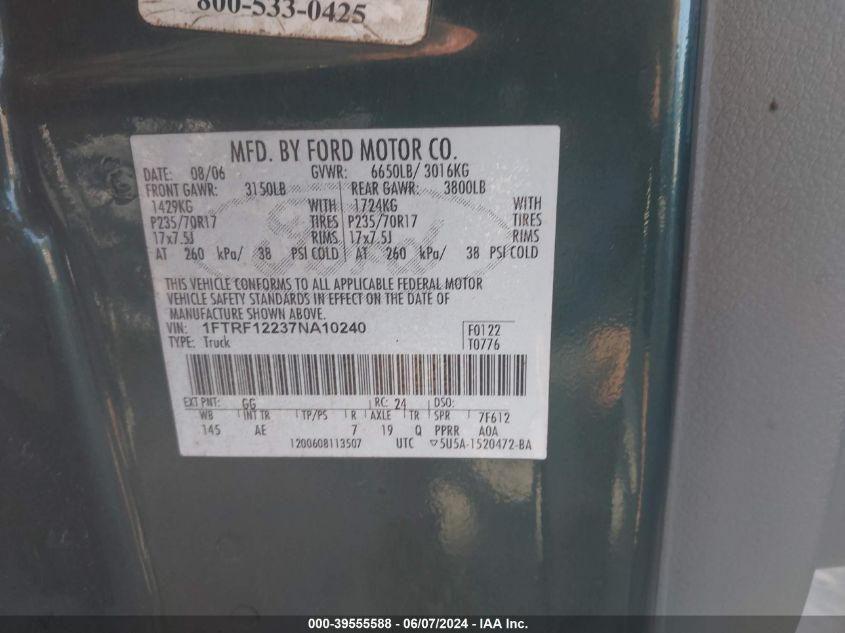 800-533-0425
MFD. BY FORD MOTOR CO.
DATE: 08/06 GVWR: 6650LB/ 3016KG
FRONT GAWR: 3150LB REAR GAWR: 3800LB
1429KG WITH 1724KG WITH
P235/70R17 TIRES P235/70R17 TIRES
17x7.5J RIMS 17x7.5J RIMS
AT 260 kPa/ 38 PSI COLD AT 260 kPa/ 38 PSI COLD
THIS VEHICLE CONFORMS TO ALL APPLICABLE FEDERAL MOTOR
VEHICLE SAFETY STANDARDS IN EFFECT ON THE DATE OF
MANUFACTURE SHOWN ABOVE.
VIN: 1FTRF12237NA10240 F0122
TYPE: Truck T0776
EXT PNT: GG RC: 24 DSO:
WB INT TR TP/PS R AXLE TR SPR 7F612
145 AE 7 19 Q PPRR AOA
1200608113507 UTC ▽5U5A-1520472-BA
000-39555588 - 06/07/2024 - IAA Inc.